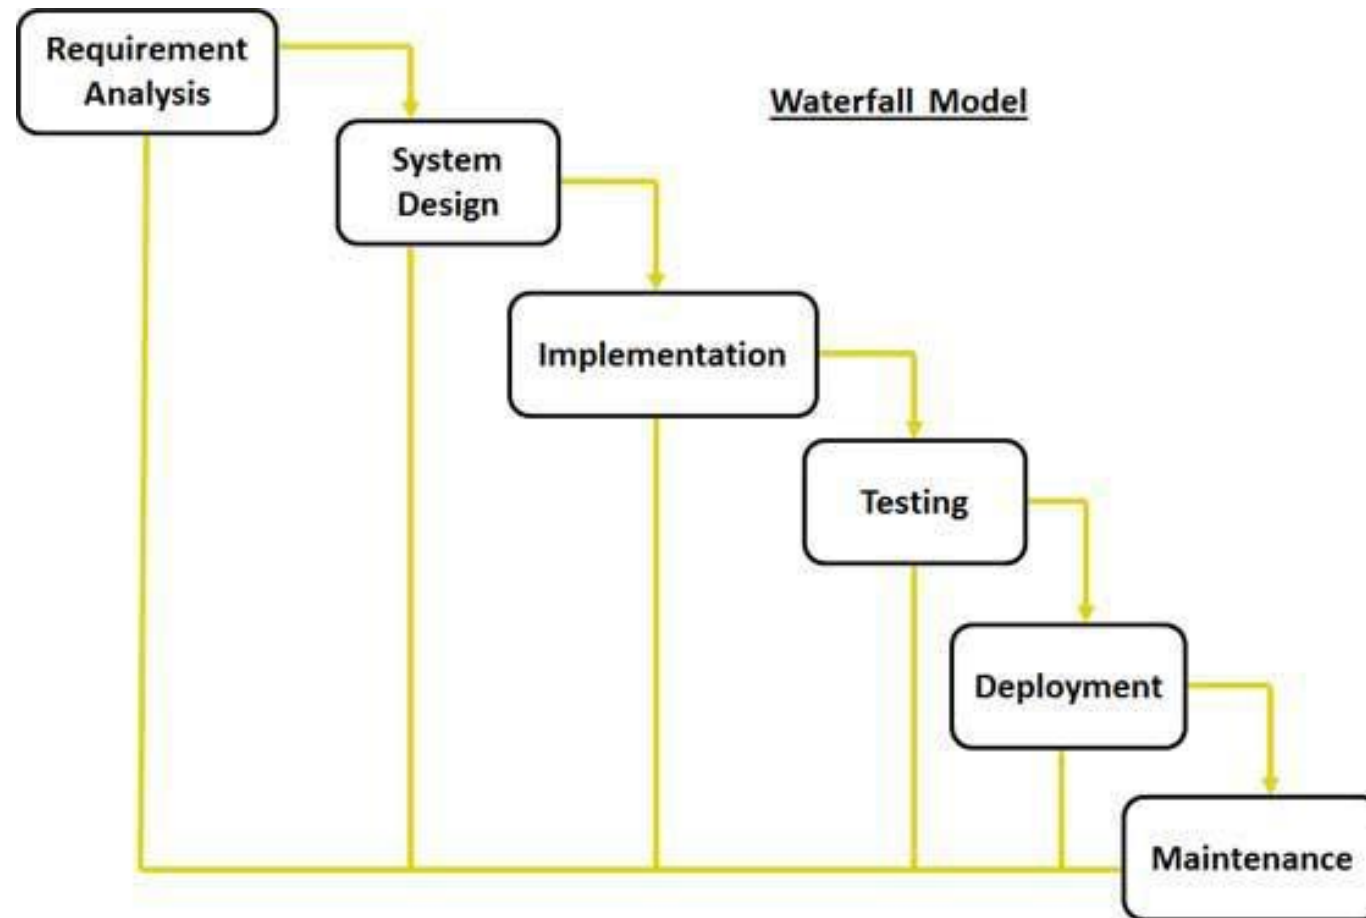 Requirement
Analysis
Waterfall Model
System
Design
Implementation
Testing
Deployment
Maintenance